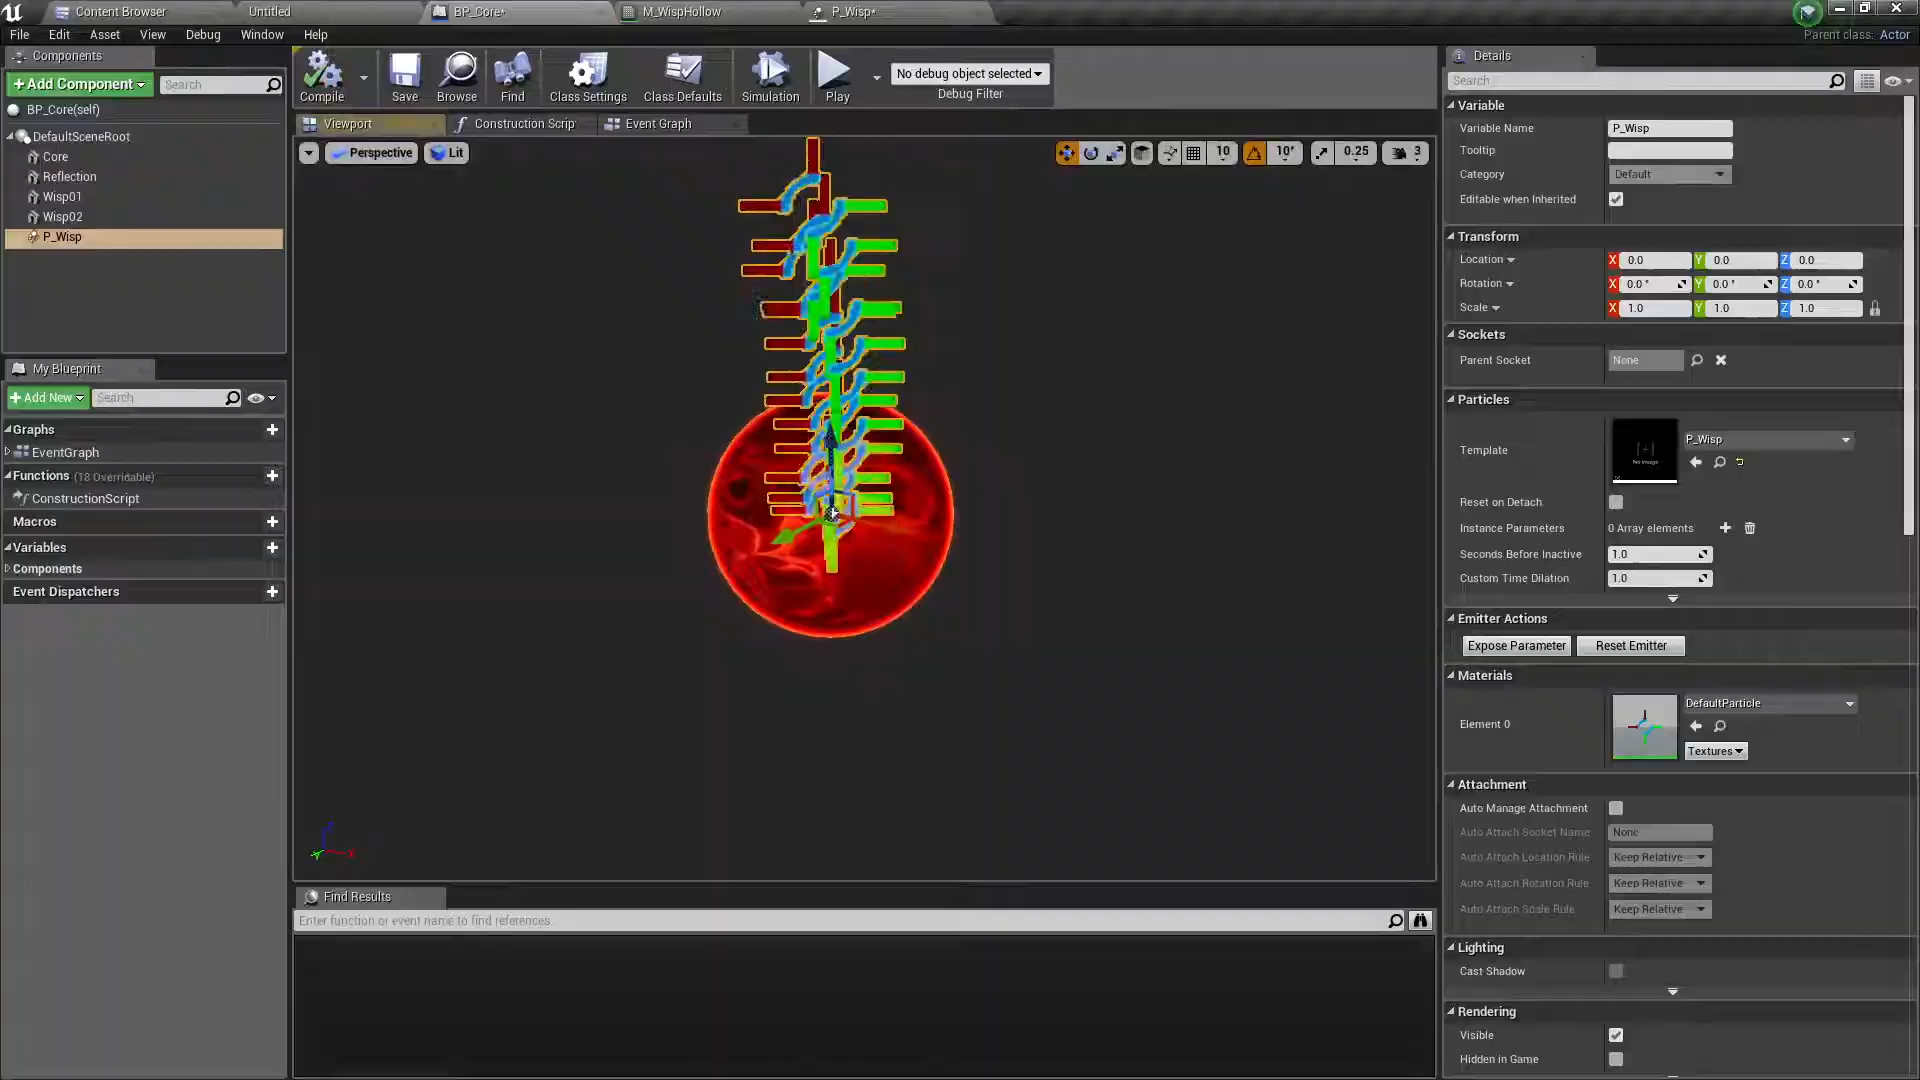 Content Browser
Untitled
BP_Core*
M_WispHollow
P_Wisp*
File Edit Asset View Debug Window Help
Parent class: Actor
Components
+ Add Component
Search
BP_Core(self)
DefaultSceneRoot
Core
Reflection
Wisp01
Wisp02
P_Wisp
My Blueprint
+ Add New
Search
Graphs
EventGraph
Functions (18 Overridable)
ConstructionScript
Macros
Variables
Components
Event Dispatchers
Compile
Save
Browse
Find
Class Settings
Class Defaults
Simulation
Play
No debug object selected
Debug Filter
Viewport
Construction Scrip
Event Graph
Perspective
Lit
10
10°
0.25
3
Find Results
Enter function or event name to find references.
Details
Search
Variable
Variable Name P_Wisp
Tooltip
Category Default
Editable when Inherited
Transform
Location X 0.0 Y 0.0 Z 0.0
Rotation X 0.0 ° Y 0.0 ° Z 0.0 °
Scale X 1.0 Y 1.0 Z 1.0
Sockets
Parent Socket None
Particles
Template P_Wisp
No Image
Reset on Detach
Instance Parameters 0 Array elements
Seconds Before Inactive 1.0
Custom Time Dilation 1.0
Emitter Actions
Expose Parameter Reset Emitter
Materials
Element 0 DefaultParticle
Textures
Attachment
Auto Manage Attachment
Auto Attach Socket Name None
Auto Attach Location Rule Keep Relative
Auto Attach Rotation Rule Keep Relative
Auto Attach Scale Rule Keep Relative
Lighting
Cast Shadow
Rendering
Visible
Hidden in Game